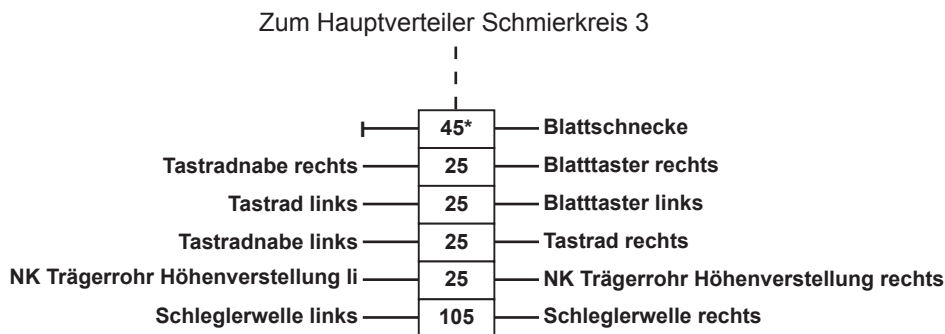 Zum Hauptverteiler Schmierkreis 3
45* Blattschnecke
Tastradnabe rechts 25 Blatttaster rechts
Tastrad links 25 Blatttaster links
Tastradnabe links 25 Tastrad rechts
NK Trägerrohr Höhenverstellung li 25 NK Trägerrohr Höhenverstellung rechts
Schleglerwelle links 105 Schleglerwelle rechts